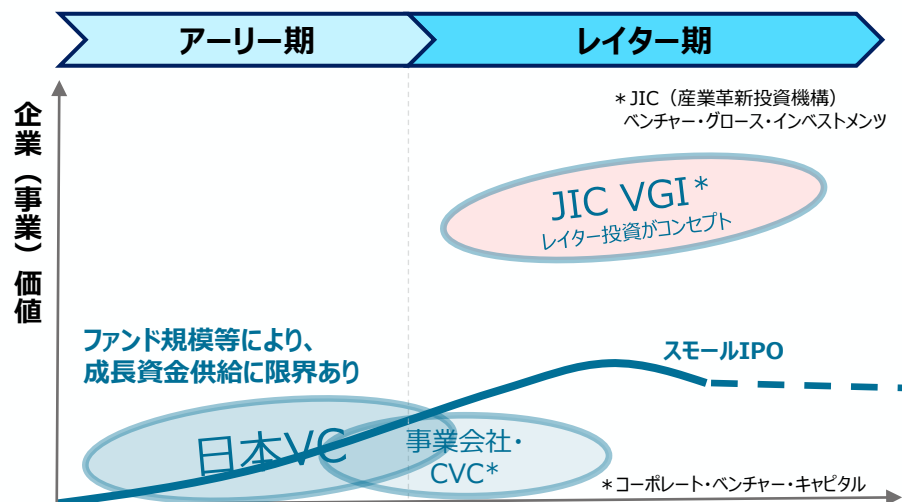 アーリー期
レイター期
＊JIC（産業革新投資機構）
ベンチャー・グロース・インベストメンツ
企業（事業）価値
JIC VGI＊
レイター投資がコンセプト
ファンド規模等により、
成長資金供給に限界あり
スモールIPO
日本VC
事業会社・
CVC＊
＊コーポレート・ベンチャー・キャピタル